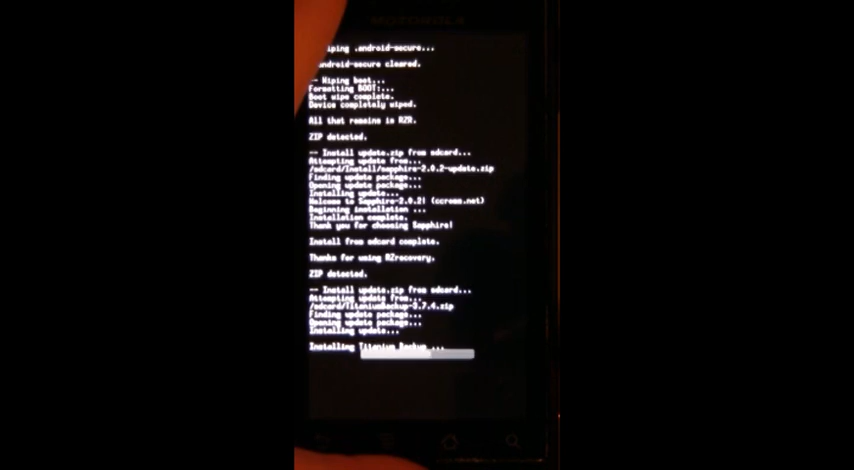 MOTOROLA
iping .android-secure...
android-secure cleared.
-- Wiping boot...
Formatting BOOT:...
Boot wipe complete.
Device completely wiped.
All that remains is RZR.
ZIP detected.
-- Install update.zip from sdcard...
Attempting update from...
/sdcard/Install/sapphire-2.0.2-update.zip
Finding update package...
Opening update package...
Installing update...
Welcome to Sapphire-2.0.2! (ccroms.net)
Beginning installation ...
Installation complete.
Thank you for choosing Sapphire!
Install from sdcard complete.
Thanks for using RZrecovery.
ZIP detected.
-- Install update.zip from sdcard...
Attempting update from...
/sdcard/TitaniumBackup-3.7.4.zip
Finding update package...
Opening update package...
Installing update...
Installing Titanium Backup ...